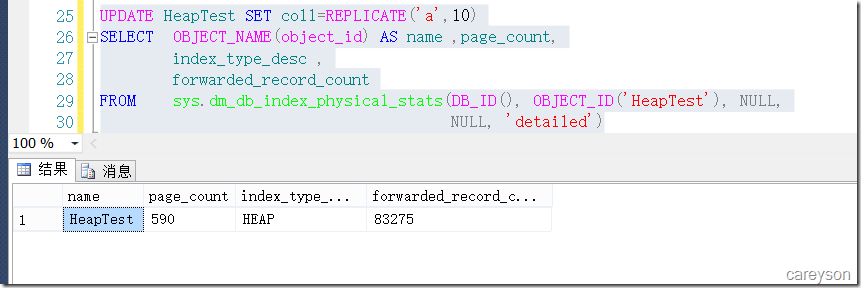 25 UPDATE HeapTest SET col1=REPLICATE('a',10)
26 SELECT OBJECT_NAME(object_id) AS name ,page_count,
27 index_type_desc ,
28 forwarded_record_count
29 FROM sys.dm_db_index_physical_stats(DB_ID(), OBJECT_ID('HeapTest'), NULL,
30 NULL, 'detailed')
100 %
结果 消息
name page_count index_type_... forwarded_record_c...
1 HeapTest 590 HEAP 83275
careyson